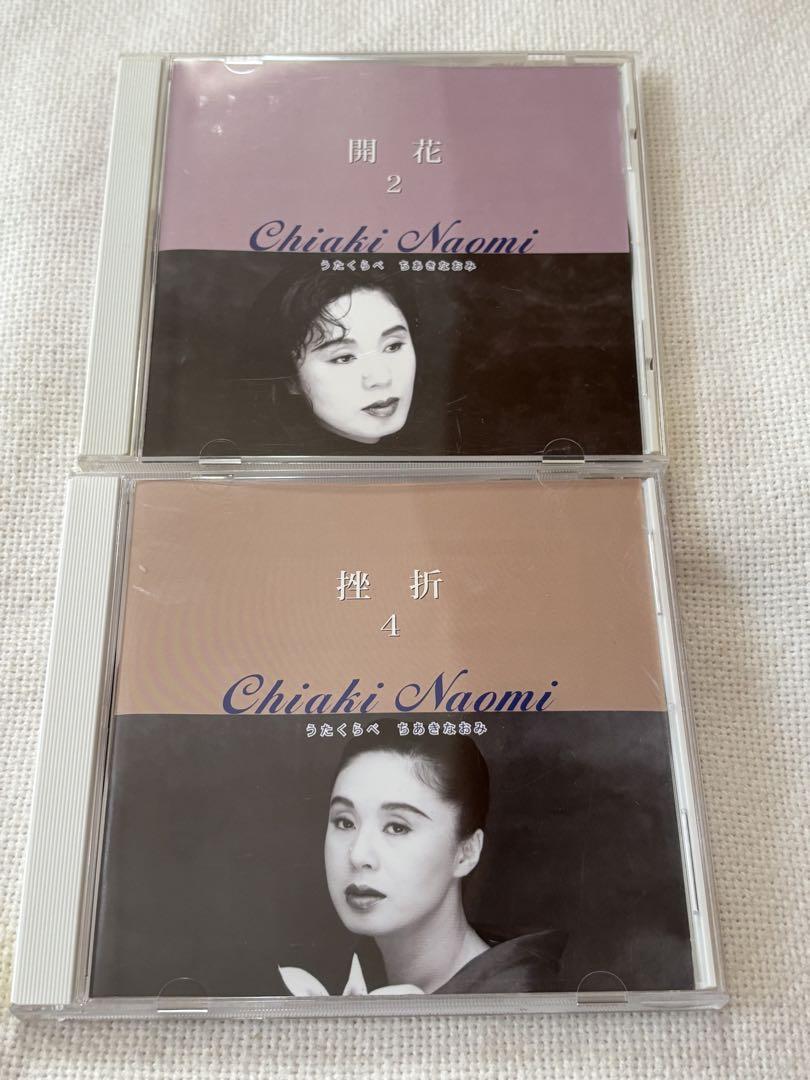 開 花
2
Chiaki Naomi
うたくらべ ちあきなおみ
挫 折
4
Chiaki Naomi
うたくらべ ちあきなおみ